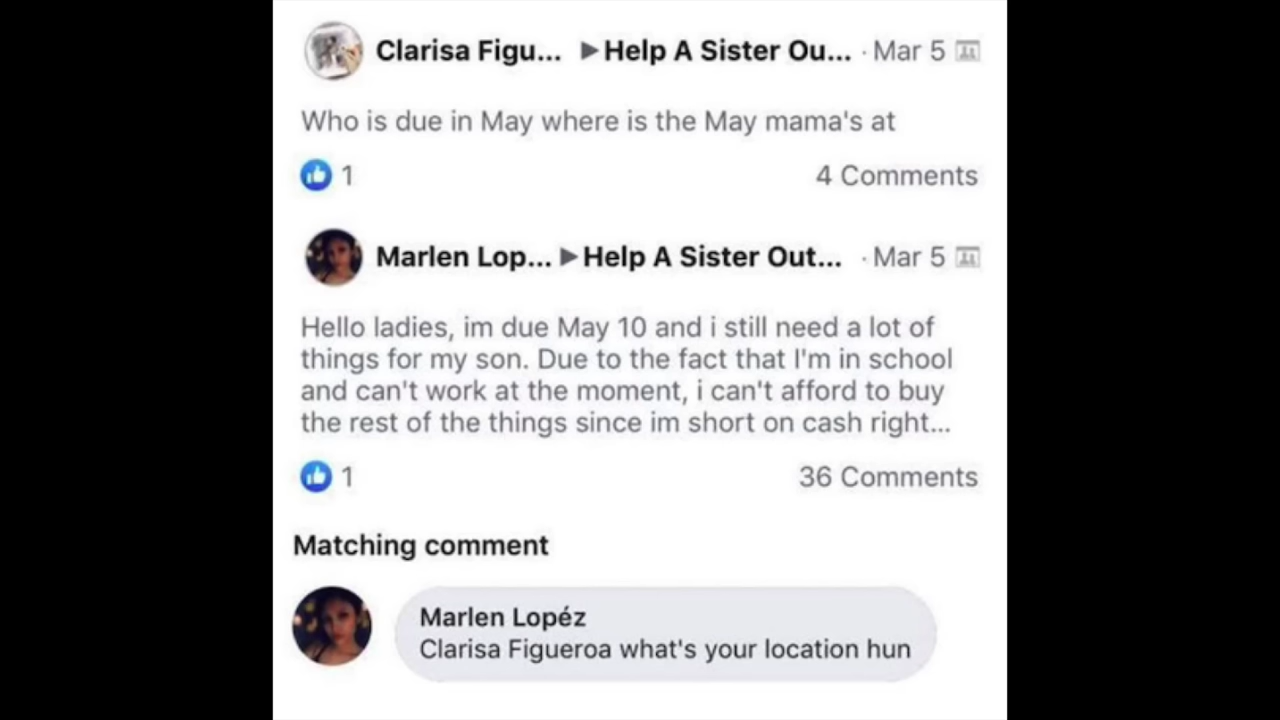 Clarisa Figu... ▶ Help A Sister Ou... · Mar 5
Who is due in May where is the May mama's at
1 4 Comments
Marlen Lop... ▶ Help A Sister Out... · Mar 5
Hello ladies, im due May 10 and i still need a lot of
things for my son. Due to the fact that I'm in school
and can't work at the moment, i can't afford to buy
the rest of the things since im short on cash right...
1 36 Comments
Matching comment
Marlen Lopéz
Clarisa Figueroa what's your location hun